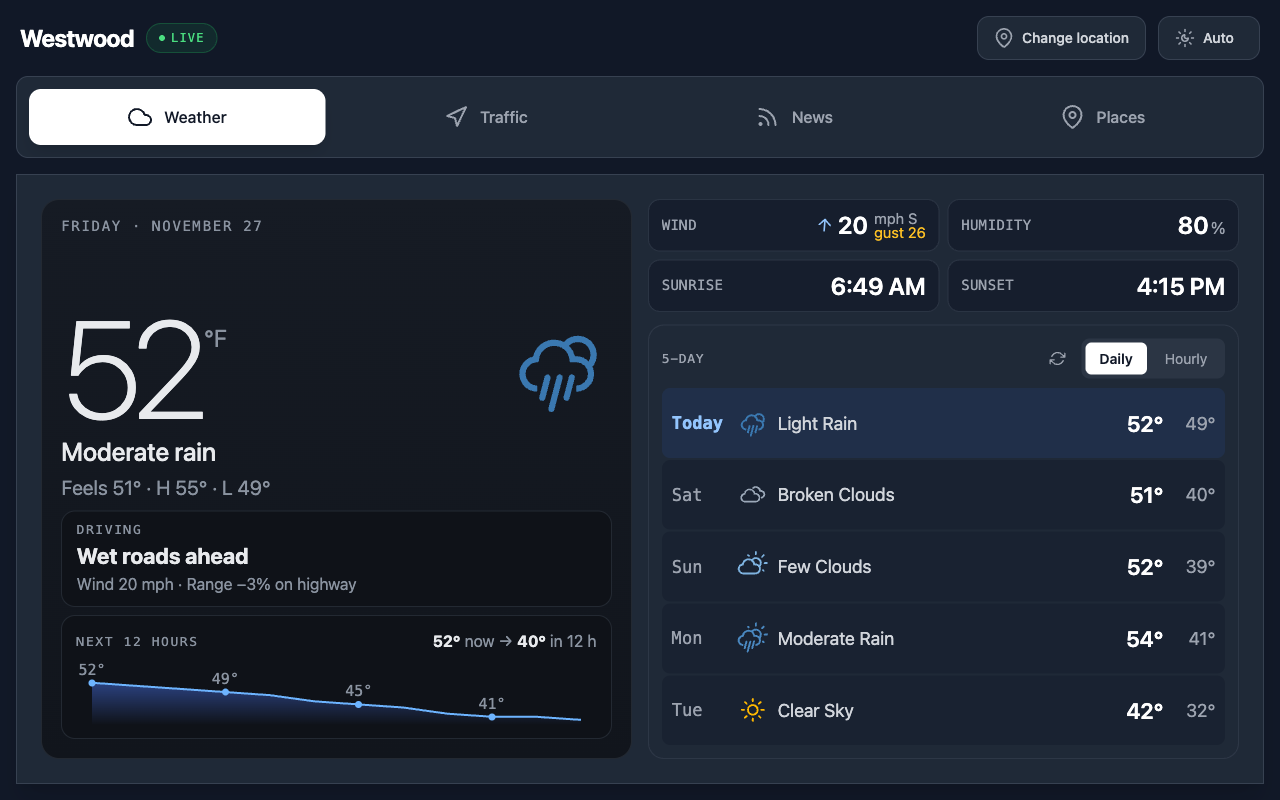 Westwood
LIVE
Change location
Auto
Weather
Traffic
News
Places
FRIDAY · NOVEMBER 27
52°F
Moderate rain
Feels 51° · H 55° · L 49°
DRIVING
Wet roads ahead
Wind 20 mph · Range −3% on highway
NEXT 12 HOURS
52° now → 40° in 12 h
52°
49°
45°
41°
WIND
↑ 20 mph S
gust 26
HUMIDITY
80%
SUNRISE
6:49 AM
SUNSET
4:15 PM
5-DAY
Daily
Hourly
Today Light Rain 52° 49°
Sat Broken Clouds 51° 40°
Sun Few Clouds 52° 39°
Mon Moderate Rain 54° 41°
Tue Clear Sky 42° 32°